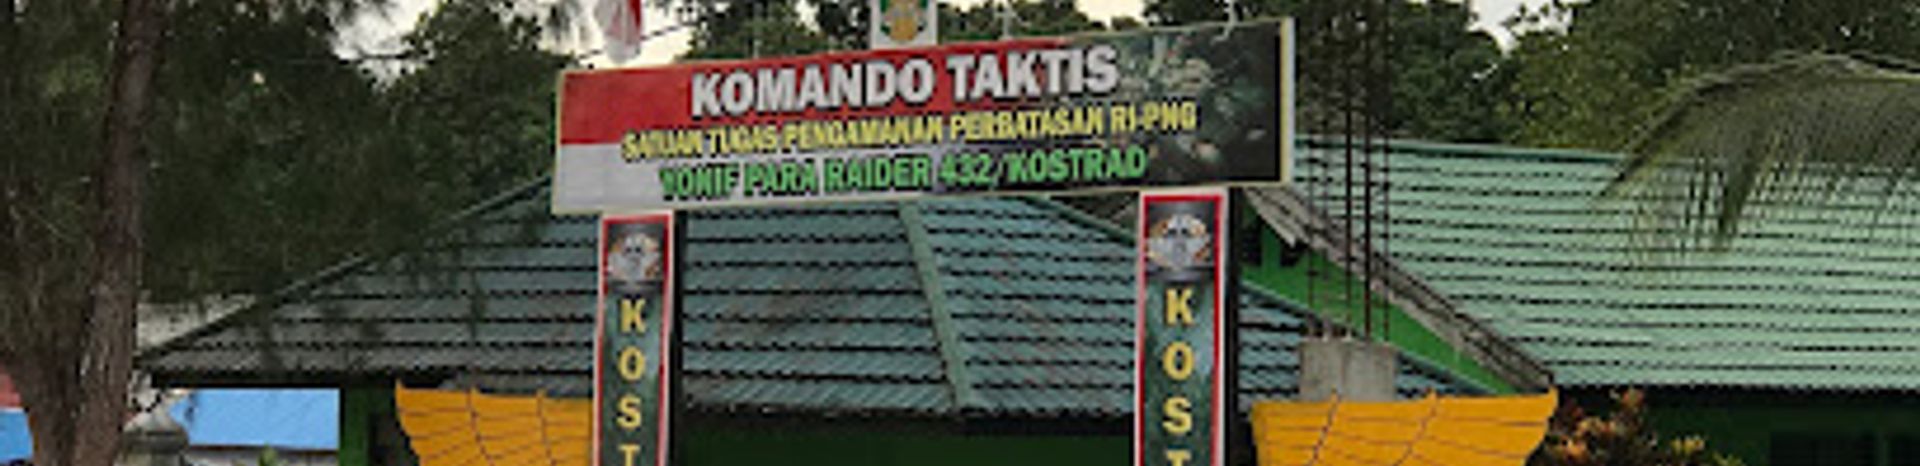 KOMANDO TAKTIS
SATUAN TUGAS PENGAMANAN PERBATASAN RI-PNG
YONIF PARA RAIDER 432/KOSTRAD
KOST
KOST